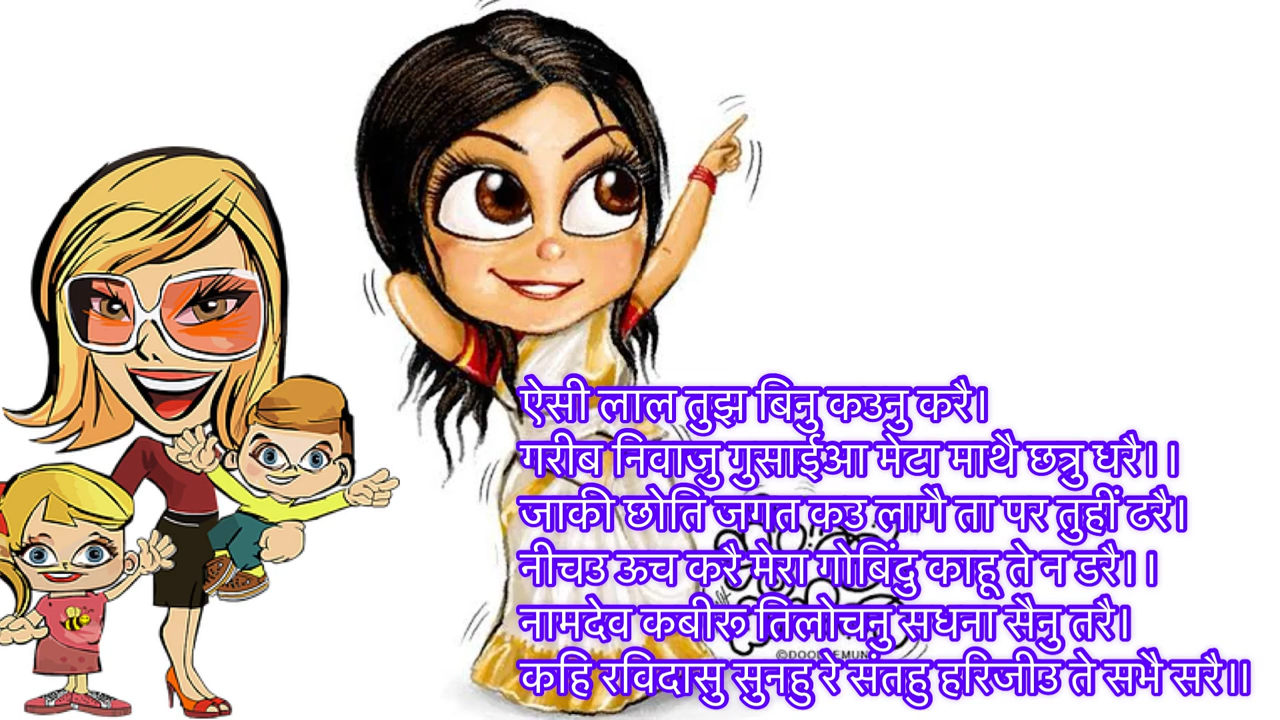 ऐसी लाल तुझ बिनु कउनु करै।
गरीब निवाजु गुसाईआ मेटा माथै छत्रु धरै।।
जाकी छोति जगत कउ लागै ता पर तुहीं ढरै।
नीचउ ऊच करै मेरा गोबिंदु काहू ते न डरै।।
नामदेव कबीरू तिलोचनु सधना सैनु तरै।
कहि रविदासु सुनहु रे संतहु हरिजीउ ते सभै सरै॥